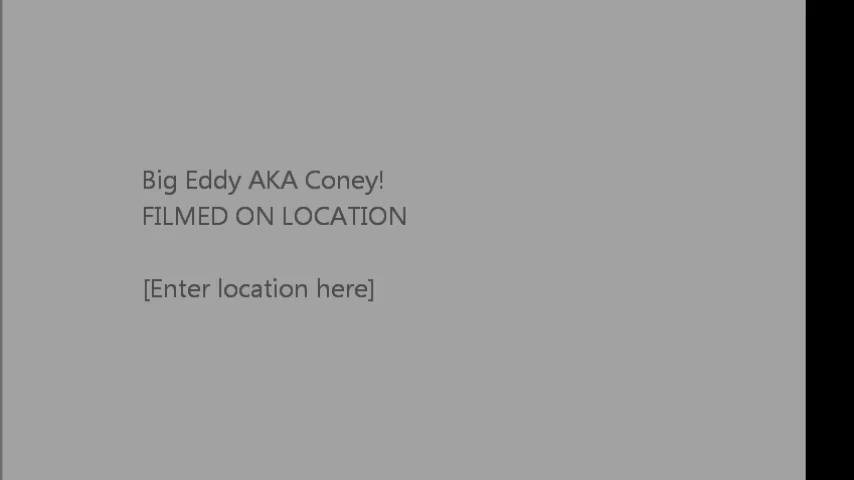 Big Eddy AKA Coney!
FILMED ON LOCATION
[Enter location here]